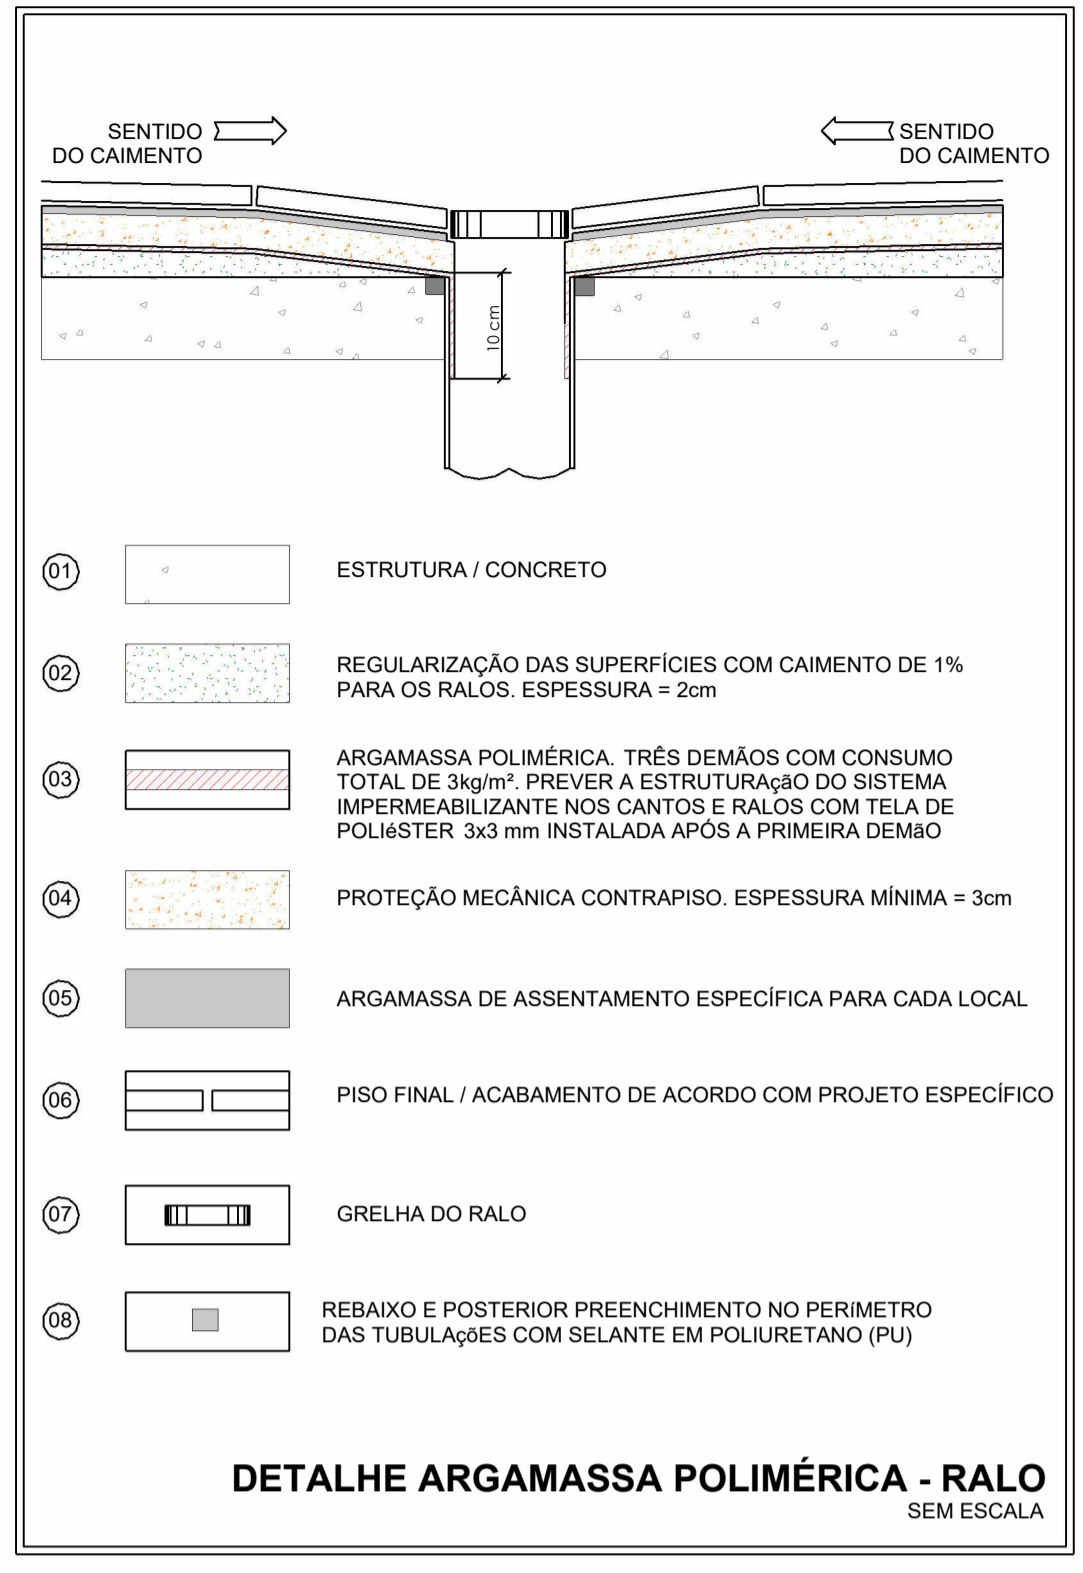 SENTIDO
DO CAIMENTO
SENTIDO
DO CAIMENTO
10 cm
01
ESTRUTURA / CONCRETO
02
REGULARIZAÇÃO DAS SUPERFÍCIES COM CAIMENTO DE 1%
PARA OS RALOS. ESPESSURA = 2cm
03
ARGAMASSA POLIMÉRICA. TRÊS DEMÃOS COM CONSUMO
TOTAL DE 3kg/m². PREVER A ESTRUTURAçãO DO SISTEMA
IMPERMEABILIZANTE NOS CANTOS E RALOS COM TELA DE
POLIéSTER 3x3 mm INSTALADA APÓS A PRIMEIRA DEMãO
04
PROTEÇÃO MECÂNICA CONTRAPISO. ESPESSURA MÍNIMA = 3cm
05
ARGAMASSA DE ASSENTAMENTO ESPECÍFICA PARA CADA LOCAL
06
PISO FINAL / ACABAMENTO DE ACORDO COM PROJETO ESPECÍFICO
07
GRELHA DO RALO
08
REBAIXO E POSTERIOR PREENCHIMENTO NO PERíMETRO
DAS TUBULAçõES COM SELANTE EM POLIURETANO (PU)
DETALHE ARGAMASSA POLIMÉRICA - RALO
SEM ESCALA